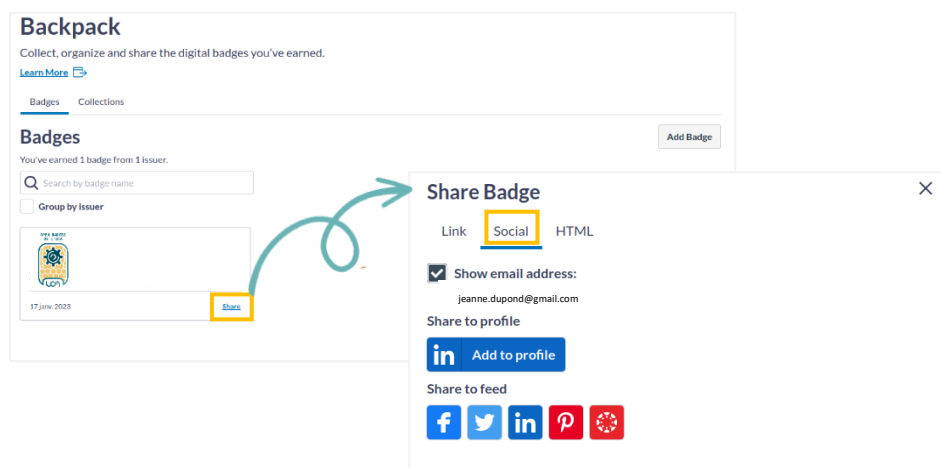 Backpack
Collect, organize and share the digital badges you've earned.
Learn More
Badges Collections
Badges
Add Badge
You've earned 1 badge from 1 issuer.
Search by badge name
Group by issuer
OPEN BADGES
17 janv. 2023
Share
Share Badge
Link Social HTML
Show email address:
jeanne.dupond@gmail.com
Share to profile
in Add to profile
Share to feed